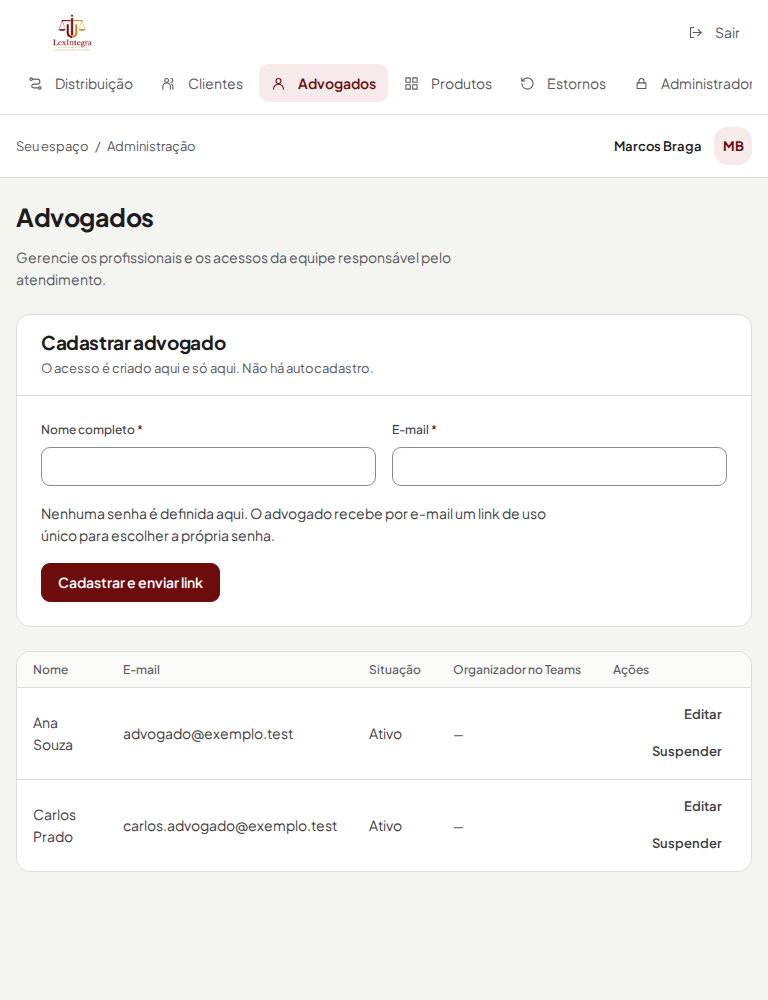 LexIntegra
Sair
Distribuição
Clientes
Advogados
Produtos
Estornos
Administrador
Seu espaço / Administração
Marcos Braga
MB
Advogados
Gerencie os profissionais e os acessos da equipe responsável pelo
atendimento.
Cadastrar advogado
O acesso é criado aqui e só aqui. Não há autocadastro.
Nome completo *
E-mail *
Nenhuma senha é definida aqui. O advogado recebe por e-mail um link de uso
único para escolher a própria senha.
Cadastrar e enviar link
Nome E-mail Situação Organizador no Teams Ações
Ana
Souza
advogado@exemplo.test
Ativo
—
Editar
Suspender
Carlos
Prado
carlos.advogado@exemplo.test
Ativo
—
Editar
Suspender